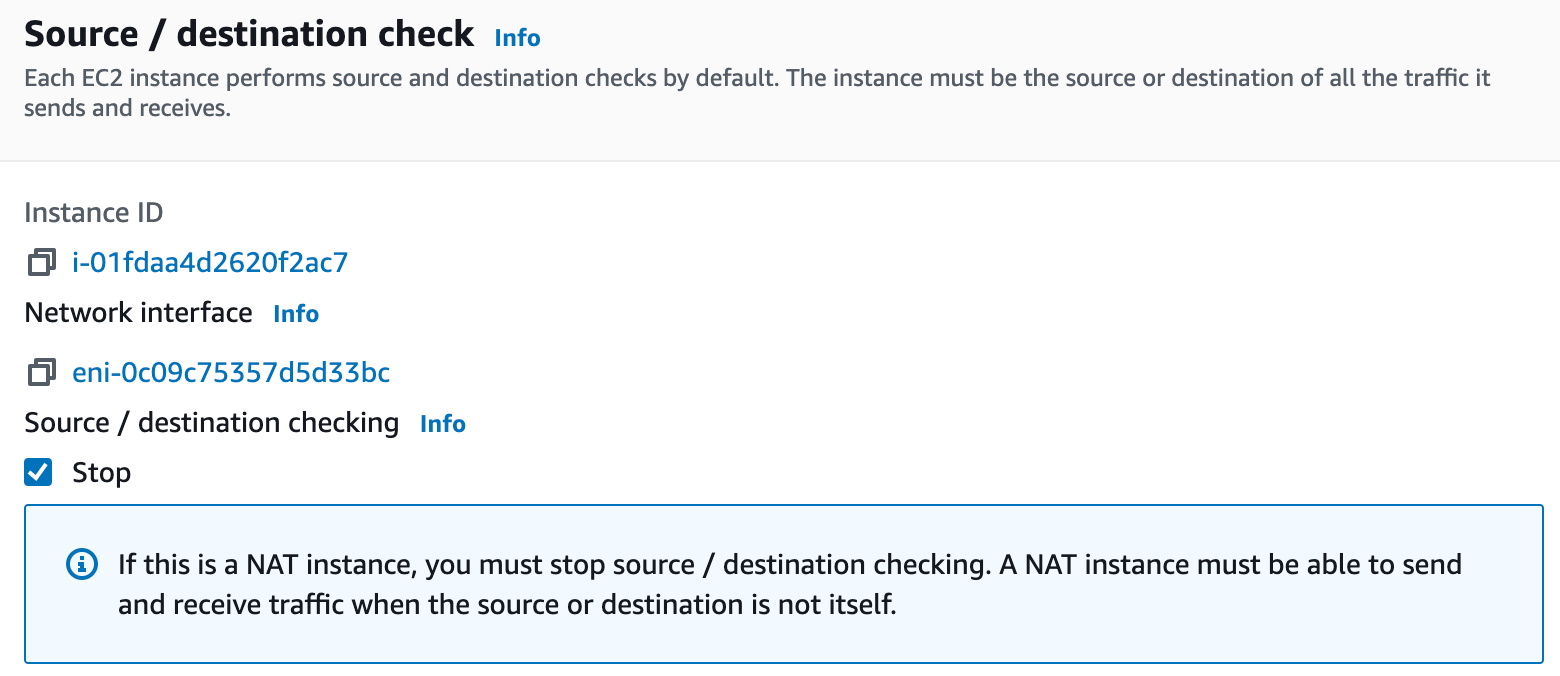 Source / destination check Info
Each EC2 instance performs source and destination checks by default. The instance must be the source or destination of all the traffic it
sends and receives.
Instance ID
i-01fdaa4d2620f2ac7
Network interface Info
eni-0c09c75357d5d33bc
Source / destination checking Info
Stop
If this is a NAT instance, you must stop source / destination checking. A NAT instance must be able to send
and receive traffic when the source or destination is not itself.